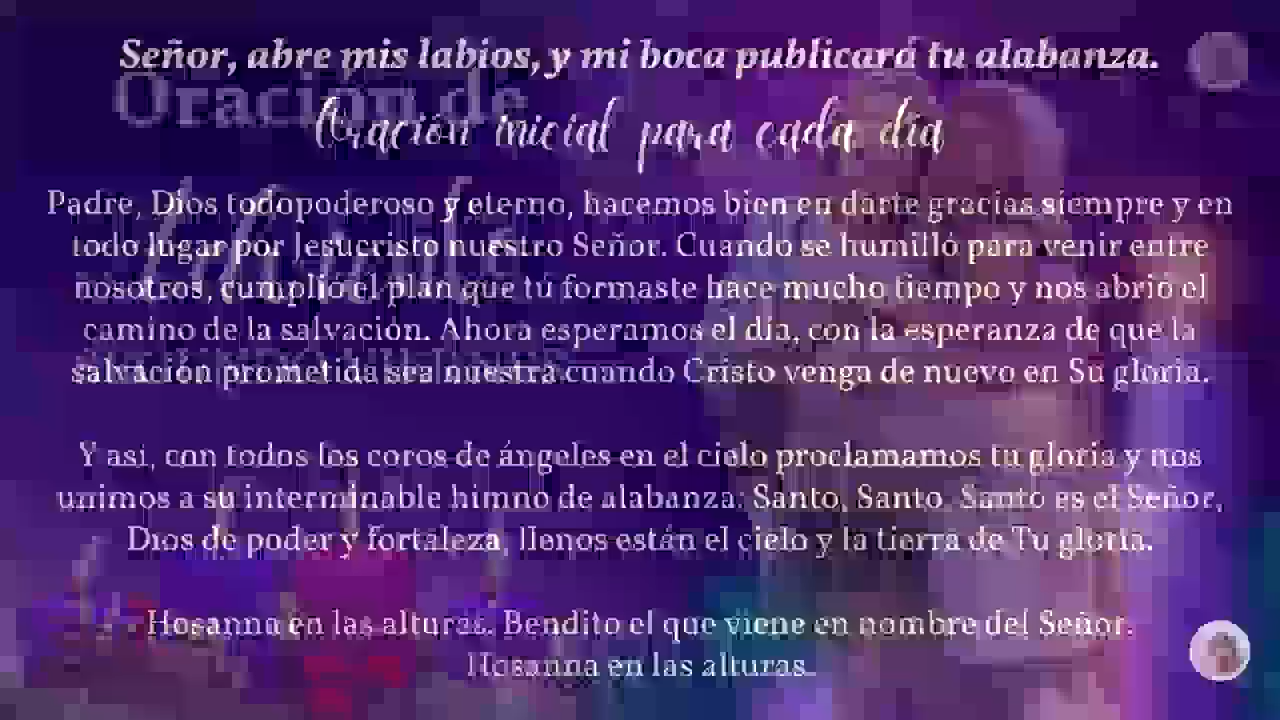 Señor, abre mis labios, y mi boca publicará tu alabanza.
Oración de
Oración inicial para cada día
Padre, Dios todopoderoso y eterno, hacemos bien en darte gracias siempre y en
todo lugar por Jesucristo nuestro Señor. Cuando se humilló para venir entre
nosotros, cumplió el plan que tú formaste hace mucho tiempo y nos abrió el
camino de la salvación. Ahora esperamos el día, con la esperanza de que la
salvación prometida sea nuestra cuando Cristo venga de nuevo en Su gloria.
Y así, con todos los coros de ángeles en el cielo proclamamos tu gloria y nos
unimos a su interminable himno de alabanza: Santo, Santo, Santo es el Señor,
Dios de poder y fortaleza, llenos están el cielo y la tierra de Tu gloria.
Hosanna en las alturas. Bendito el que viene en nombre del Señor.
Hosanna en las alturas.